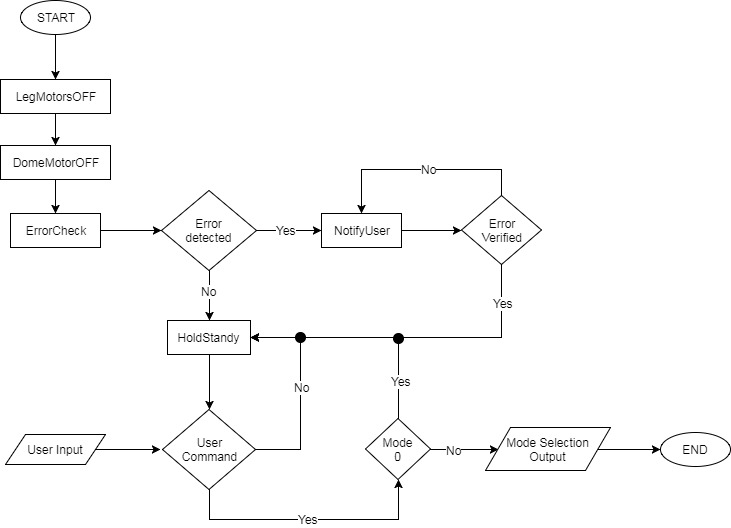 START
LegMotorsOFF
DomeMotorOFF
ErrorCheck
Error
detected
Yes
NotifyUser
No
Error
Verified
No
Yes
HoldStandy
No
Yes
User Input
User
Command
Mode
0
No
Mode Selection
Output
END
Yes